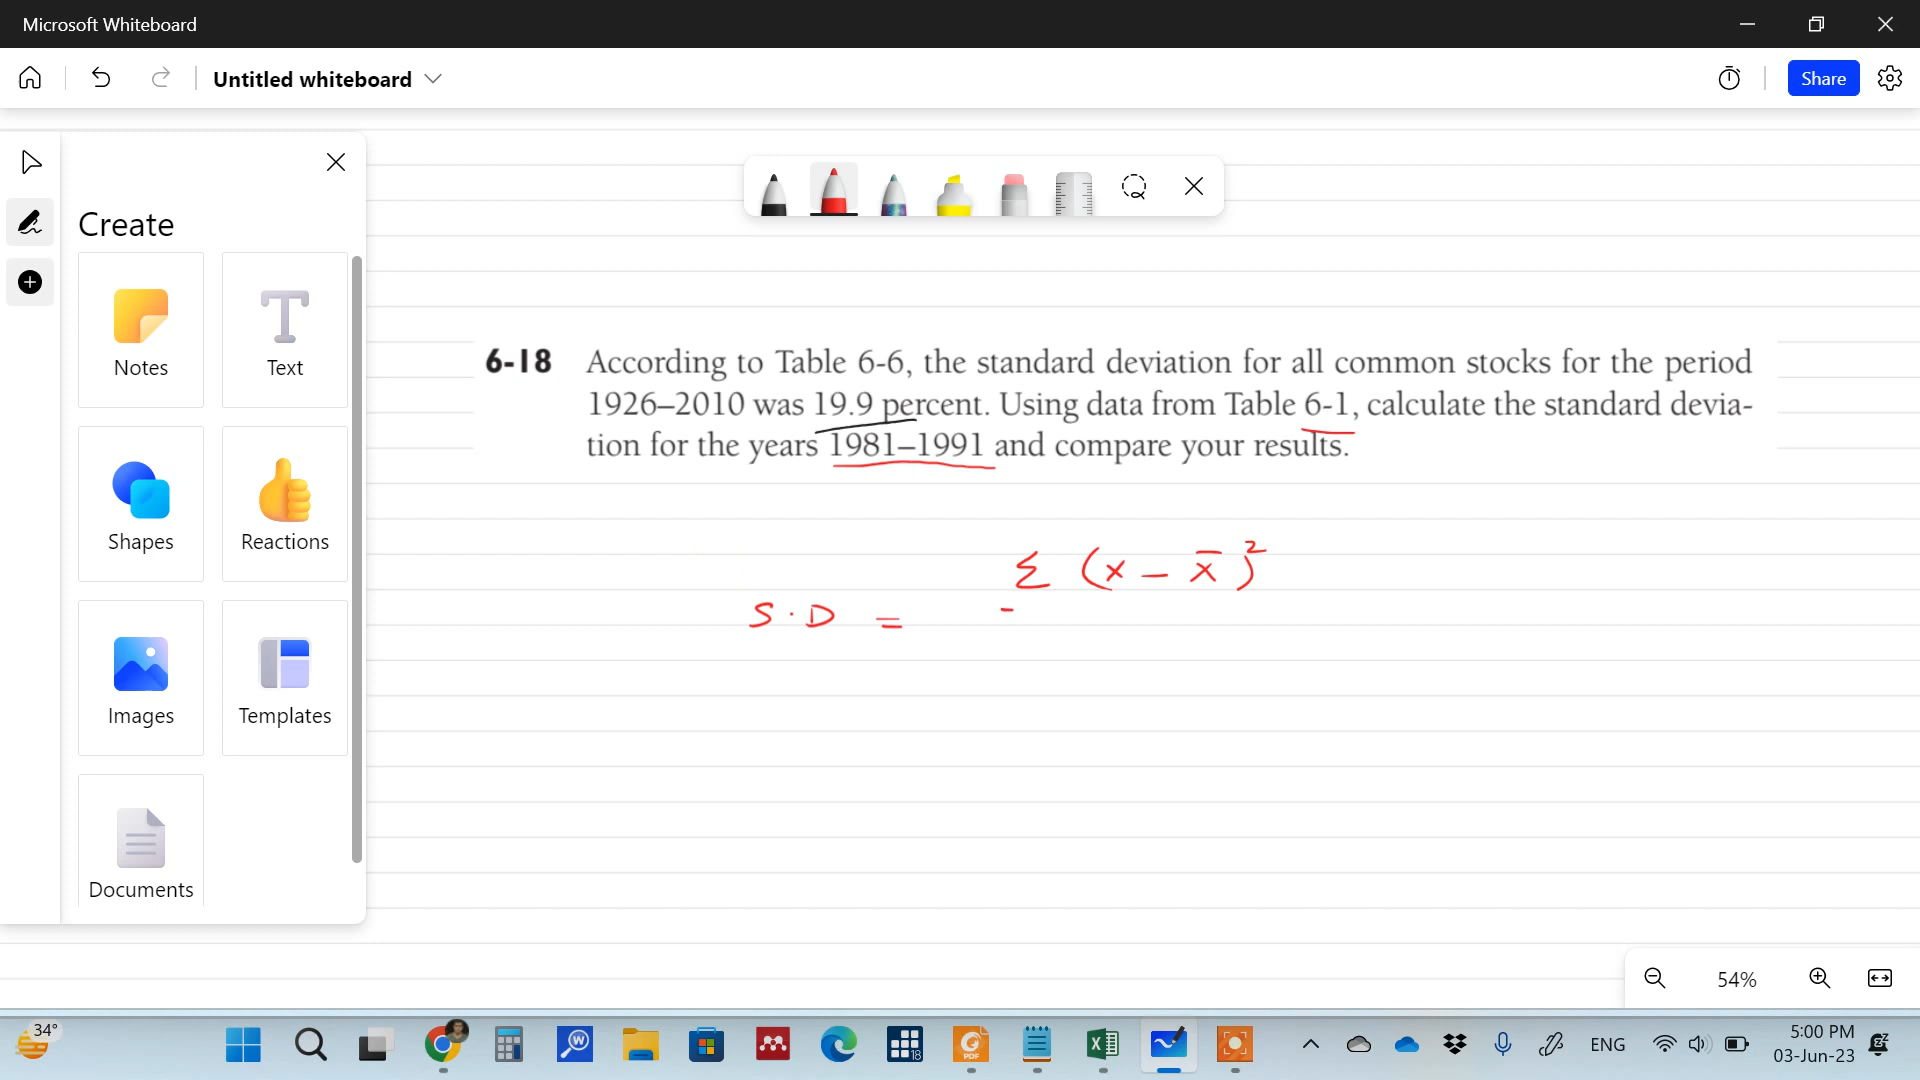 Microsoft Whiteboard
Untitled whiteboard
Share
Create
Notes
Text
Shapes
Reactions
Images
Templates
Documents
6-18 According to Table 6-6, the standard deviation for all common stocks for the period
1926–2010 was 19.9 percent. Using data from Table 6-1, calculate the standard devia-
tion for the years 1981–1991 and compare your results.
Σ (x – x̄)²
S.D = -
54%
34°
W
18
PDF
X
ENG
5:00 PM
03-Jun-23